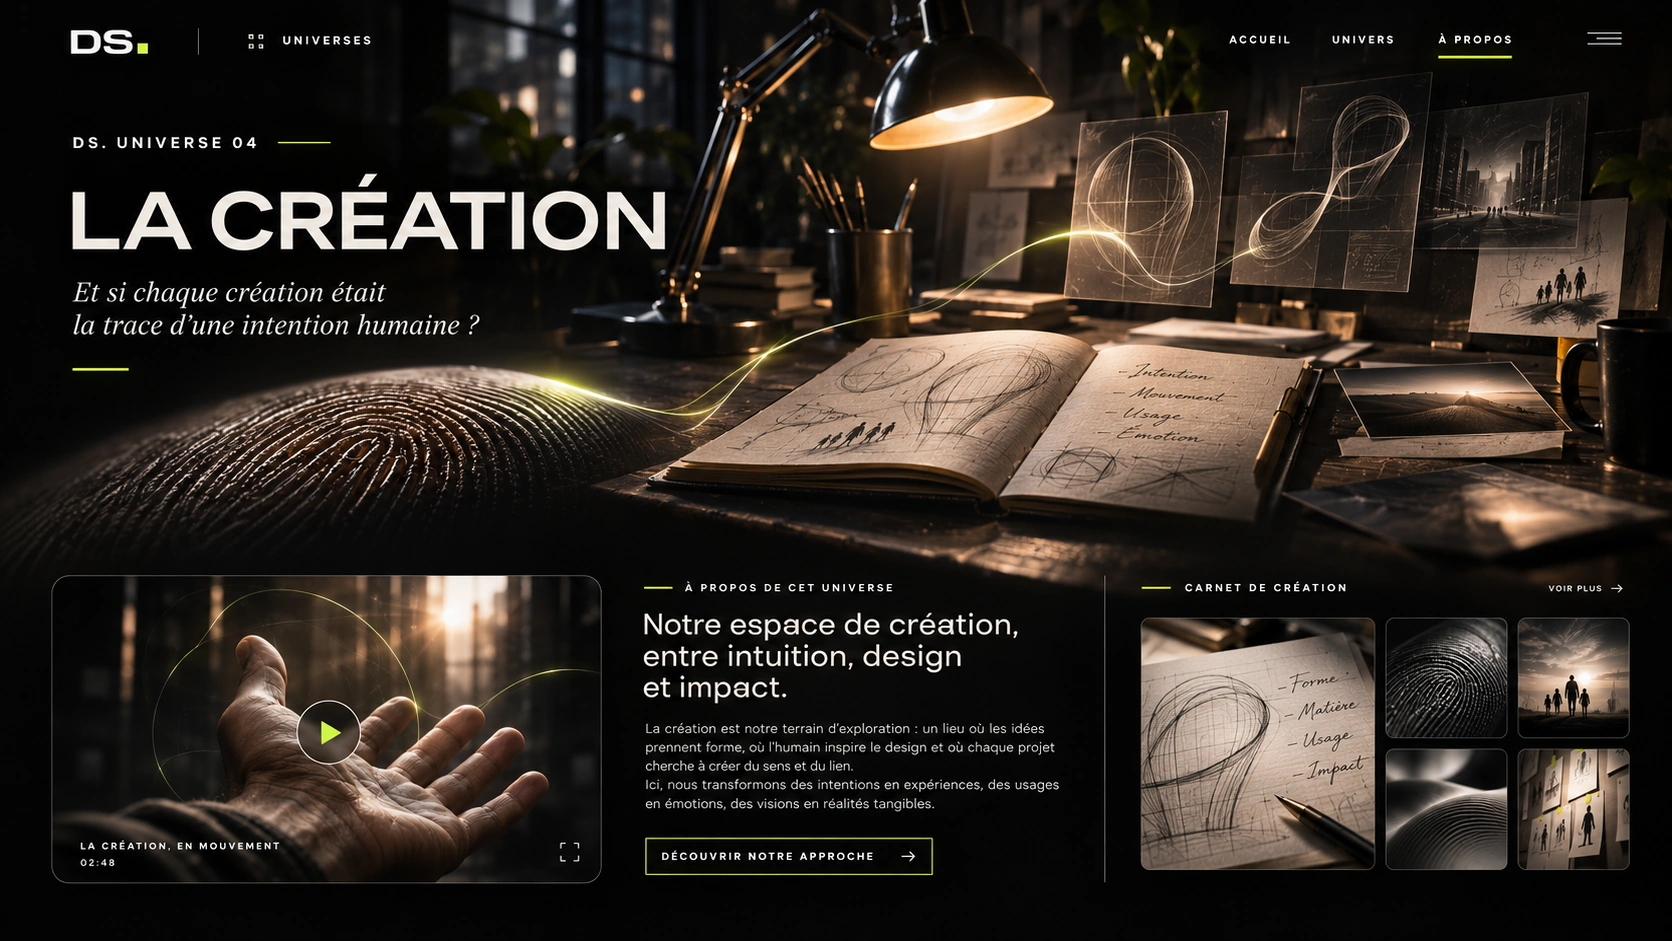 DS.
UNIVERSES
ACCUEIL
UNIVERS
À PROPOS
DS. UNIVERSE 04
LA CRÉATION
Et si chaque création était
la trace d’une intention humaine ?
– Intention
– Mouvement
– Usage
– Émotion
LA CRÉATION, EN MOUVEMENT
02:48
À PROPOS DE CET UNIVERSE
Notre espace de création,
entre intuition, design
et impact.
La création est notre terrain d’exploration : un lieu où les idées
prennent forme, où l'humain inspire le design et où chaque projet
cherche à créer du sens et du lien.
Ici, nous transformons des intentions en expériences, des usages
en émotions, des visions en réalités tangibles.
DÉCOUVRIR NOTRE APPROCHE →
CARNET DE CRÉATION
VOIR PLUS →
– Forme
– Matière
– Usage
– Impact